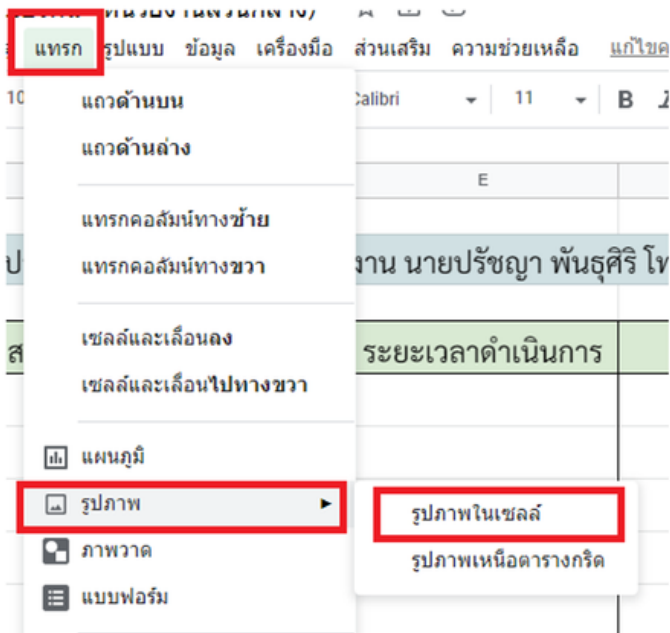 แทรก รูปแบบ ข้อมูล เครื่องมือ ส่วนเสริม ความช่วยเหลือ
10 Calibri 11 B
แถวด้านบน
แถวด้านล่าง
E
แทรกคอลัมน์ทางซ้าย
แทรกคอลัมน์ทางขวา
งาน นายปรัชญา พันธุศิริ
เซลล์และเลื่อนลง
ระยะเวลาดำเนินการ
เซลล์และเลื่อนไปทางขวา
แผนภูมิ
รูปภาพ
รูปภาพในเซลล์
ภาพวาด
รูปภาพเหนือตารางกริด
แบบฟอร์ม